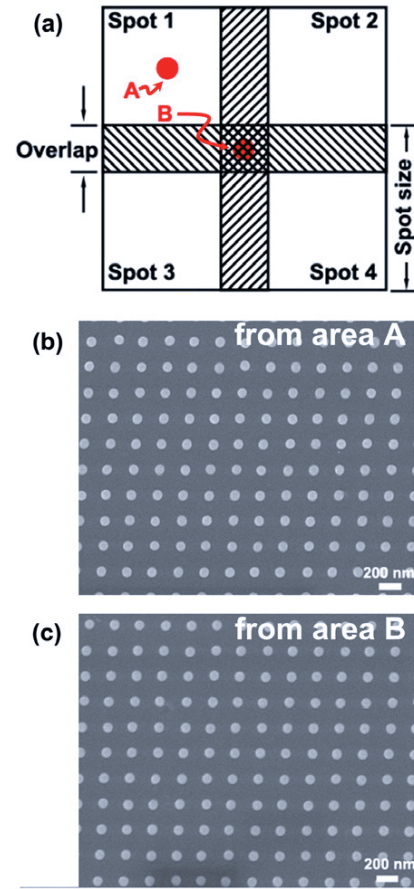 (a)
Spot 1
Spot 2
A
B
Overlap
Spot size
Spot 3
Spot 4
(b)
from area A
200 nm
(c)
from area B
200 nm